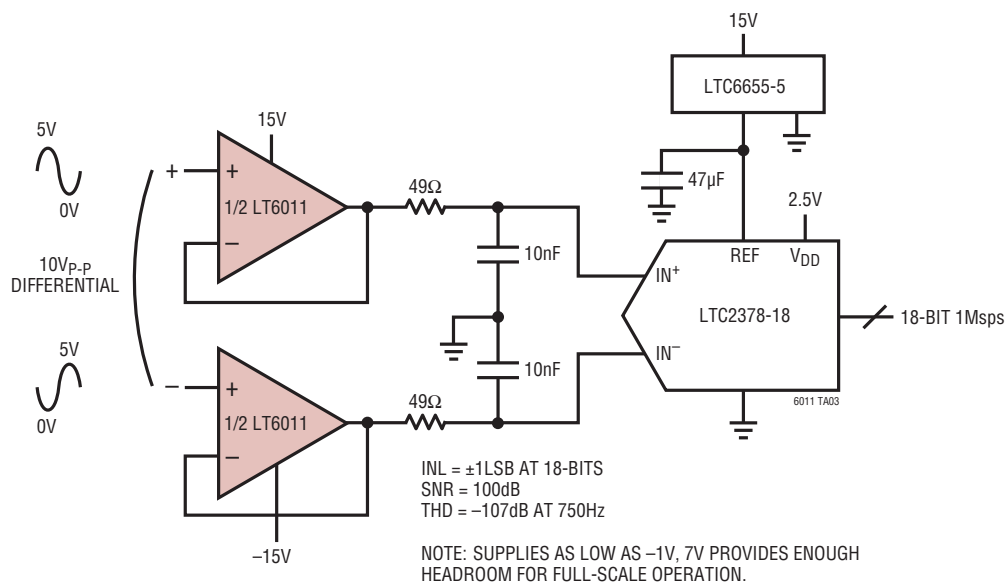 15V
LTC6655-5
5V
0V
15V
+
+
1/2 LT6011
−
49Ω
47µF
2.5V
10nF
REF
VDD
IN+
10VP-P
DIFFERENTIAL
LTC2378-18
18-BIT 1Msps
5V
0V
−
+
1/2 LT6011
−
49Ω
10nF
IN−
6011 TA03
−15V
INL = ±1LSB AT 18-BITS
SNR = 100dB
THD = −107dB AT 750Hz
NOTE: SUPPLIES AS LOW AS −1V, 7V PROVIDES ENOUGH
HEADROOM FOR FULL-SCALE OPERATION.